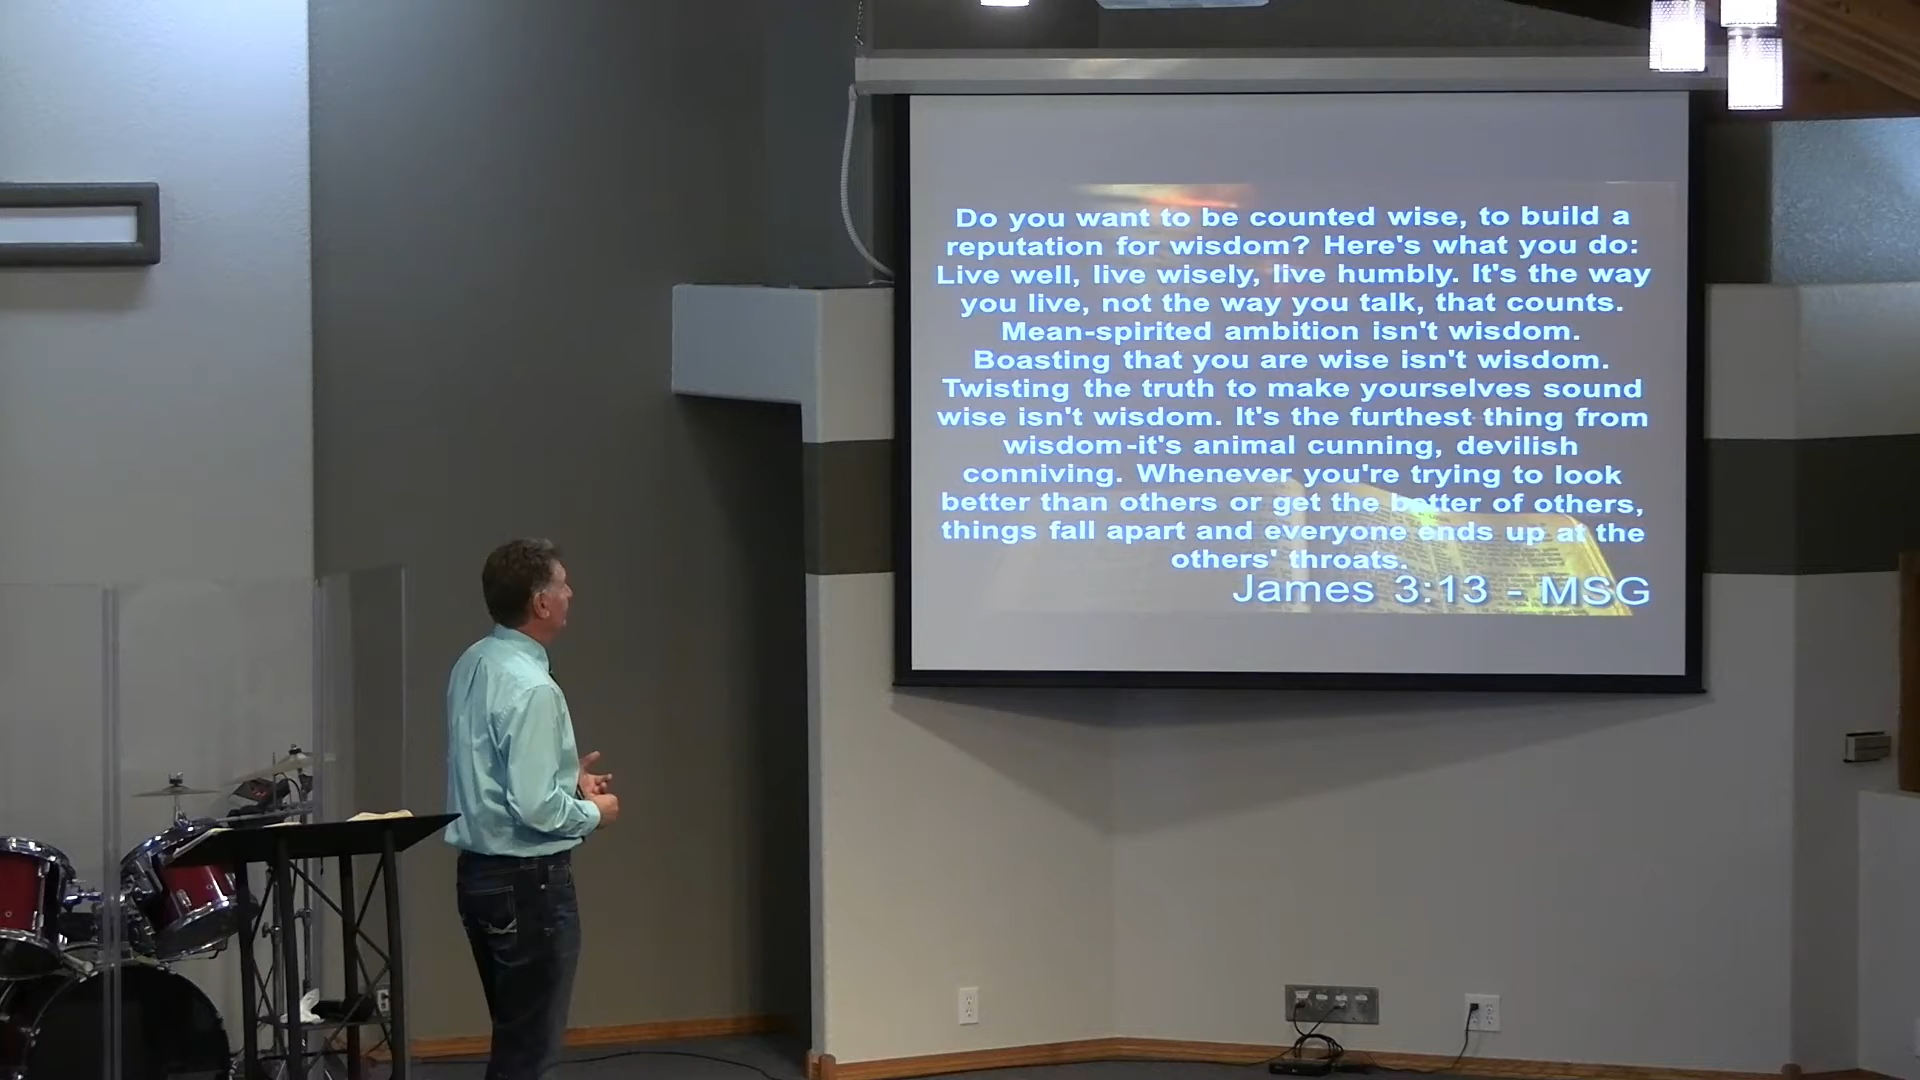 Do you want to be counted wise, to build a
reputation for wisdom? Here's what you do:
Live well, live wisely, live humbly. It's the way
you live, not the way you talk, that counts.
Mean-spirited ambition isn't wisdom.
Boasting that you are wise isn't wisdom.
Twisting the truth to make yourselves sound
wise isn't wisdom. It's the furthest thing from
wisdom-it's animal cunning, devilish
conniving. Whenever you're trying to look
better than others or get the better of others,
things fall apart and everyone ends up at the
others' throats.
James 3:13 - MSG